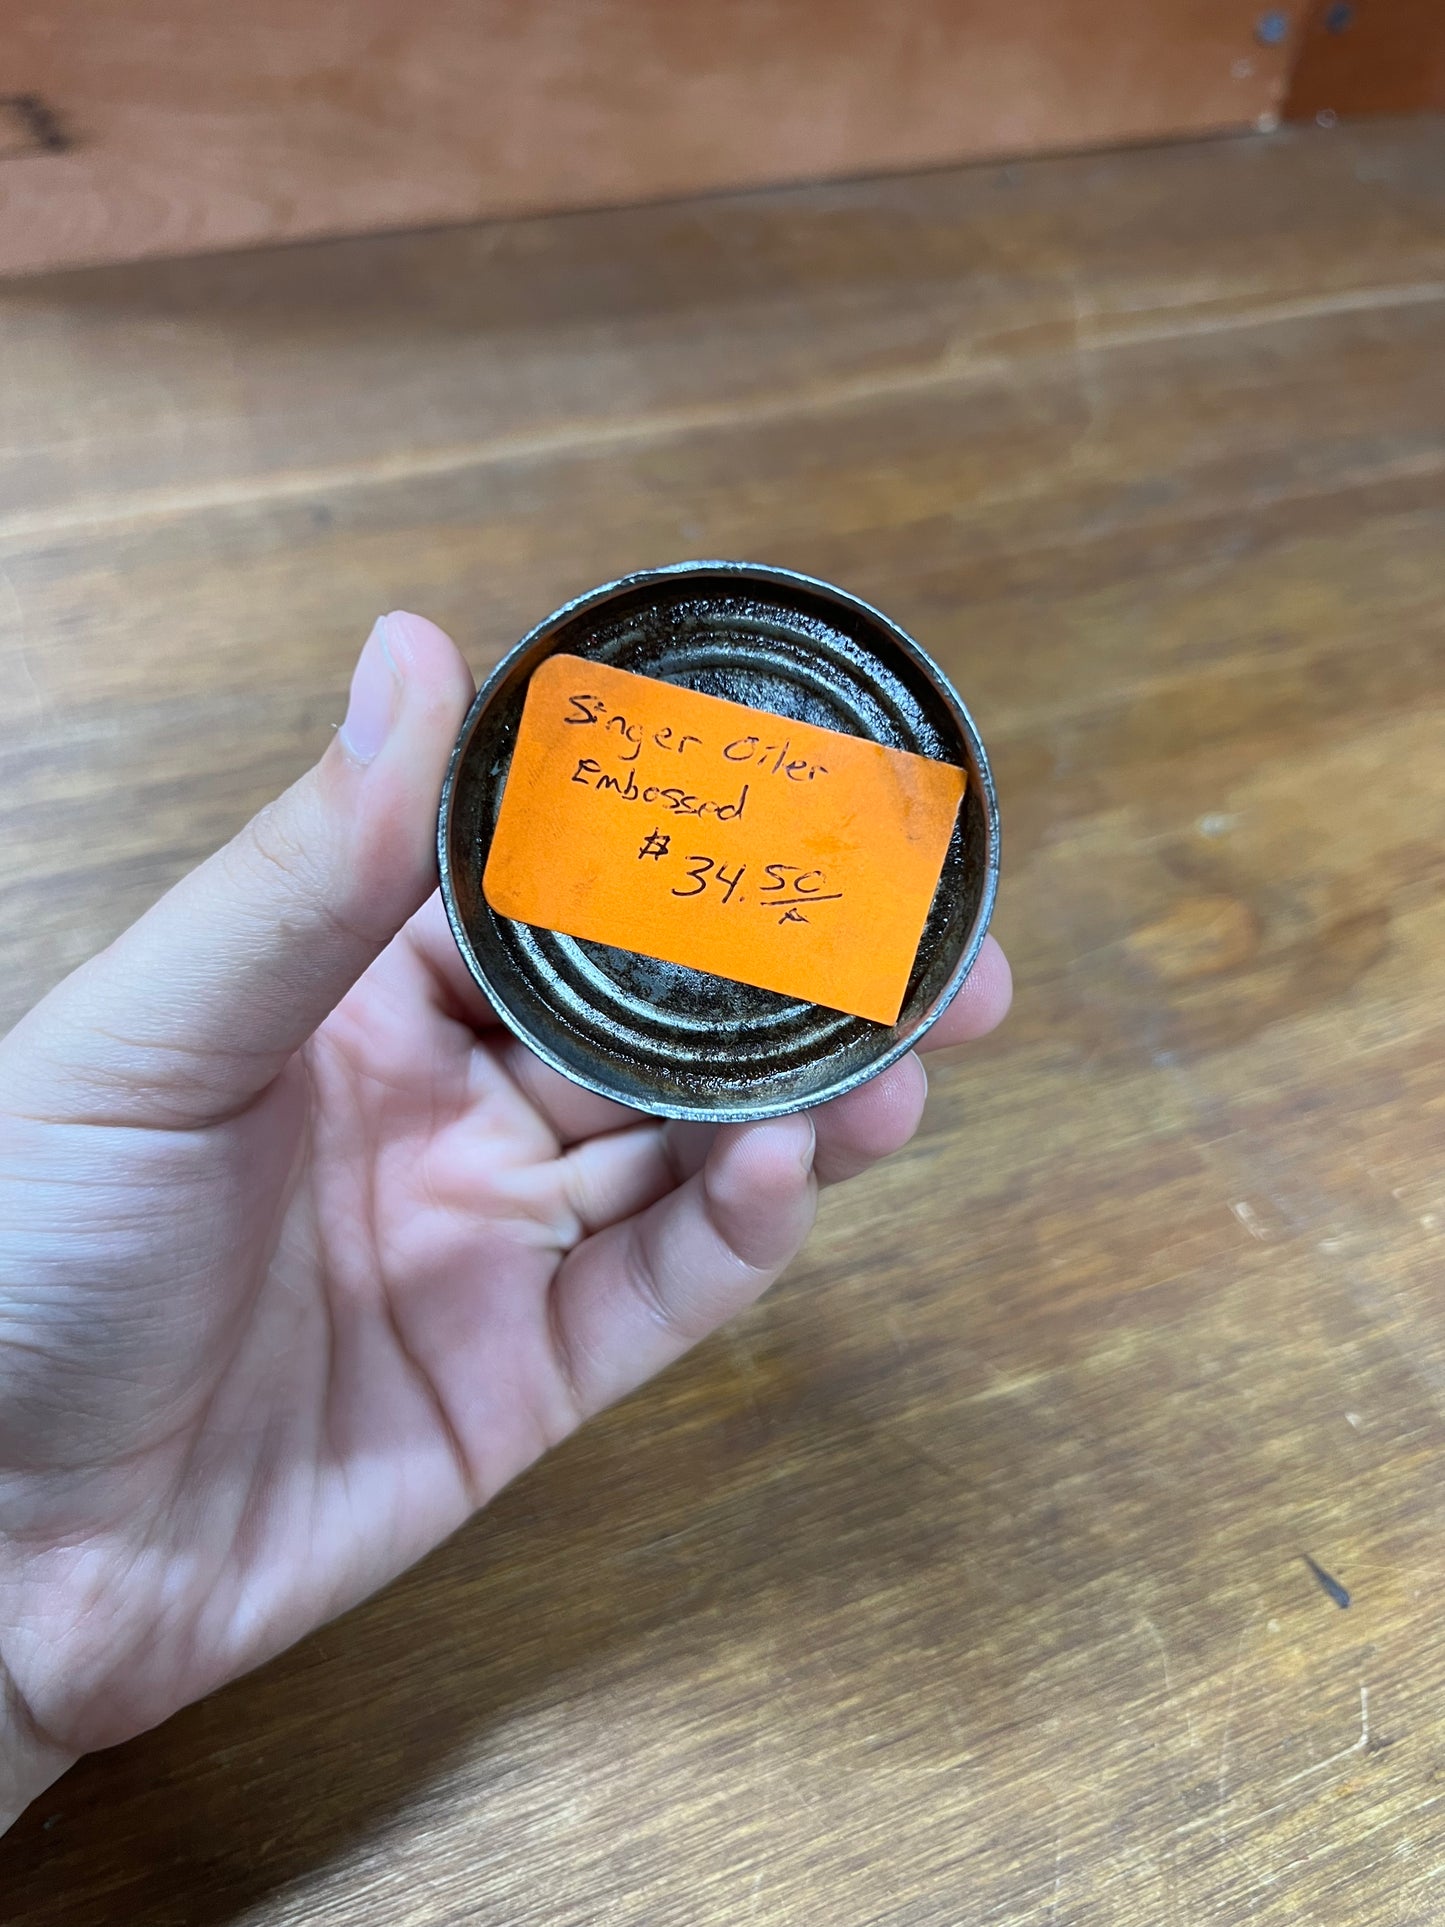 Singer Oiler
Embossed
$34.50
A